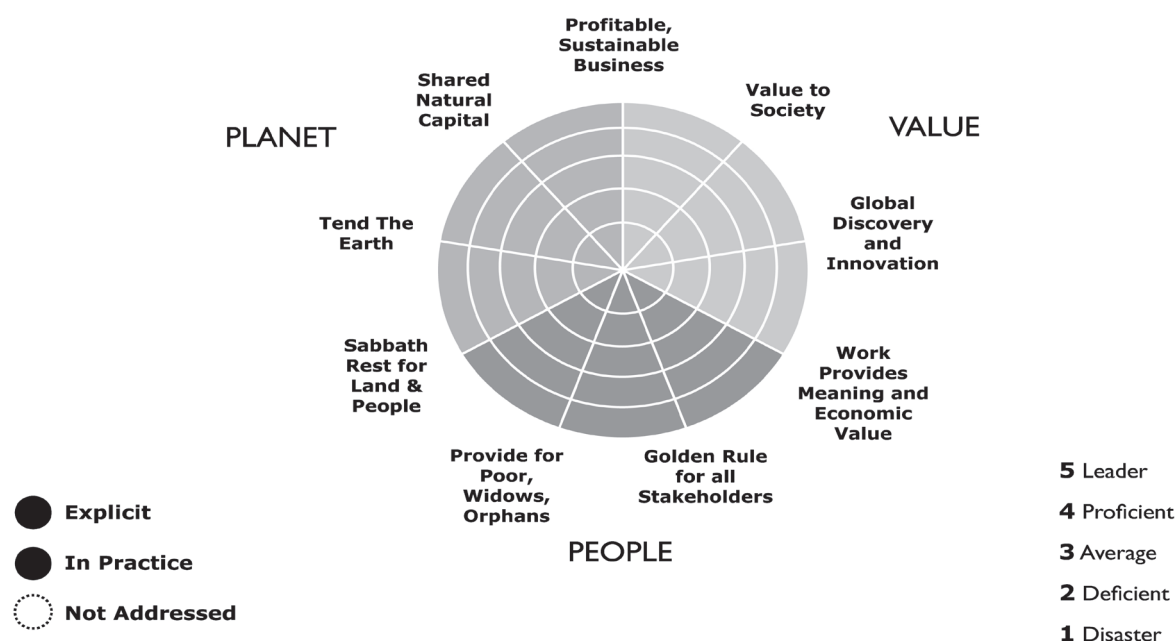 Profitable,
Sustainable
Business
Shared
Natural
Capital
Value to
Society
PLANET
VALUE
Tend The
Earth
Global
Discovery
and
Innovation
Sabbath
Rest for
Land &
People
Work
Provides
Meaning and
Economic
Value
Provide for
Poor,
Widows,
Orphans
Golden Rule
for all
Stakeholders
PEOPLE
Explicit
In Practice
Not Addressed
5 Leader
4 Proficient
3 Average
2 Deficient
1 Disaster